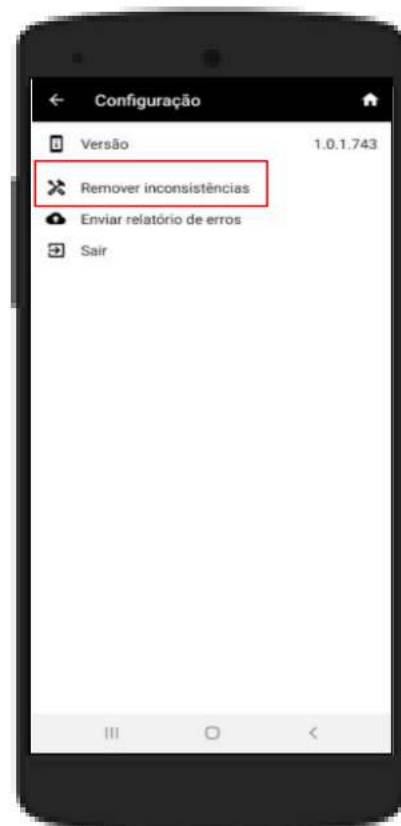 Configuração
Versão 1.0.1.743
Remover inconsistências
Enviar relatório de erros
Sair